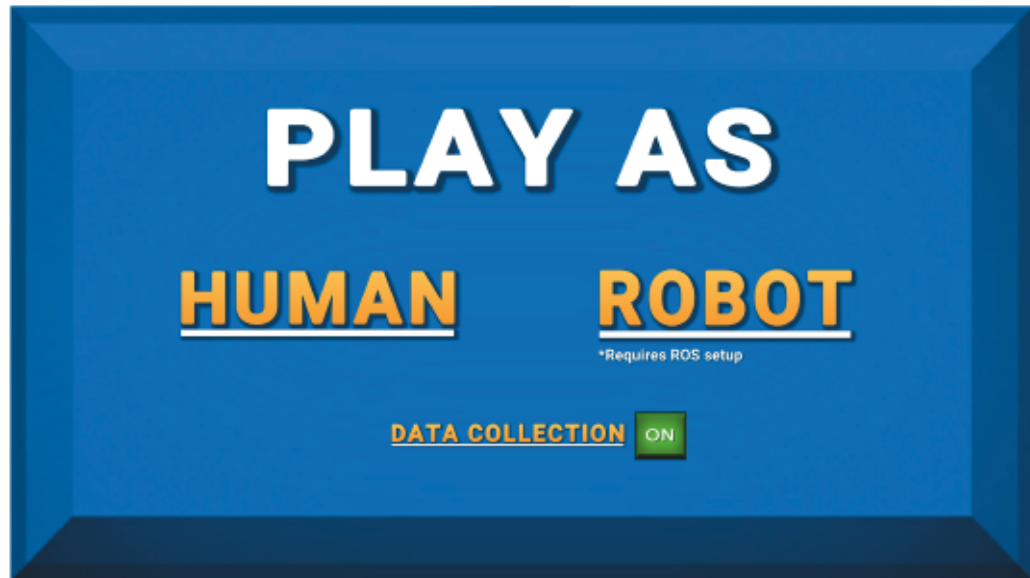 PLAY AS
HUMAN ROBOT
*Requires ROS setup
DATA COLLECTION ON